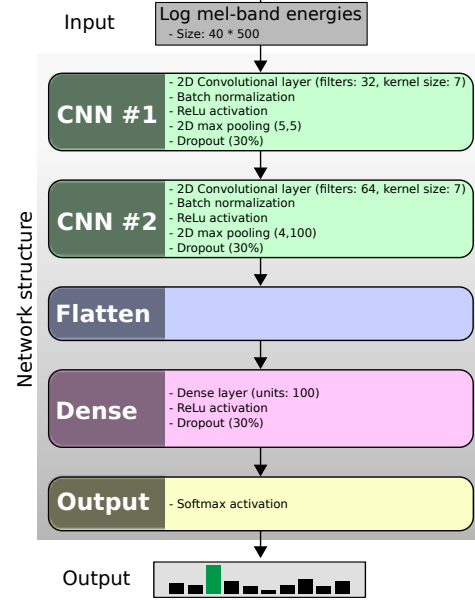 Input
Log mel-band energies
- Size: 40 * 500
Network structure
CNN #1
- 2D Convolutional layer (filters: 32, kernel size: 7)
- Batch normalization
- ReLu activation
- 2D max pooling (5,5)
- Dropout (30%)
CNN #2
- 2D Convolutional layer (filters: 64, kernel size: 7)
- Batch normalization
- ReLu activation
- 2D max pooling (4,100)
- Dropout (30%)
Flatten
Dense
- Dense layer (units: 100)
- ReLu activation
- Dropout (30%)
Output
- Softmax activation
Output